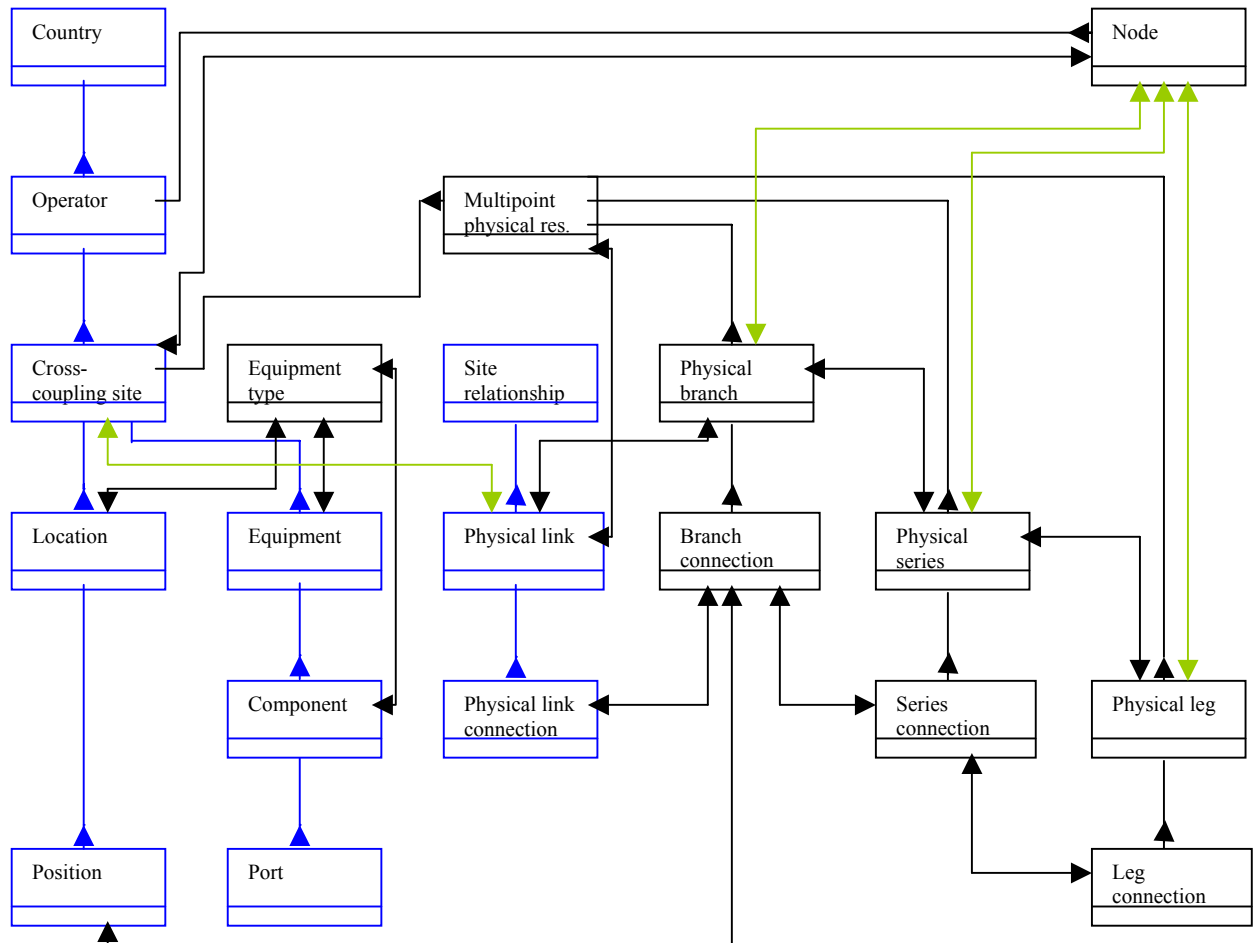 Country
Node
Operator
Multipoint
physical res.
Cross-
coupling site
Equipment
type
Site
relationship
Physical
branch
Location
Equipment
Physical link
Branch
connection
Physical
series
Component
Physical link
connection
Series
connection
Physical leg
Position
Port
Leg
connection